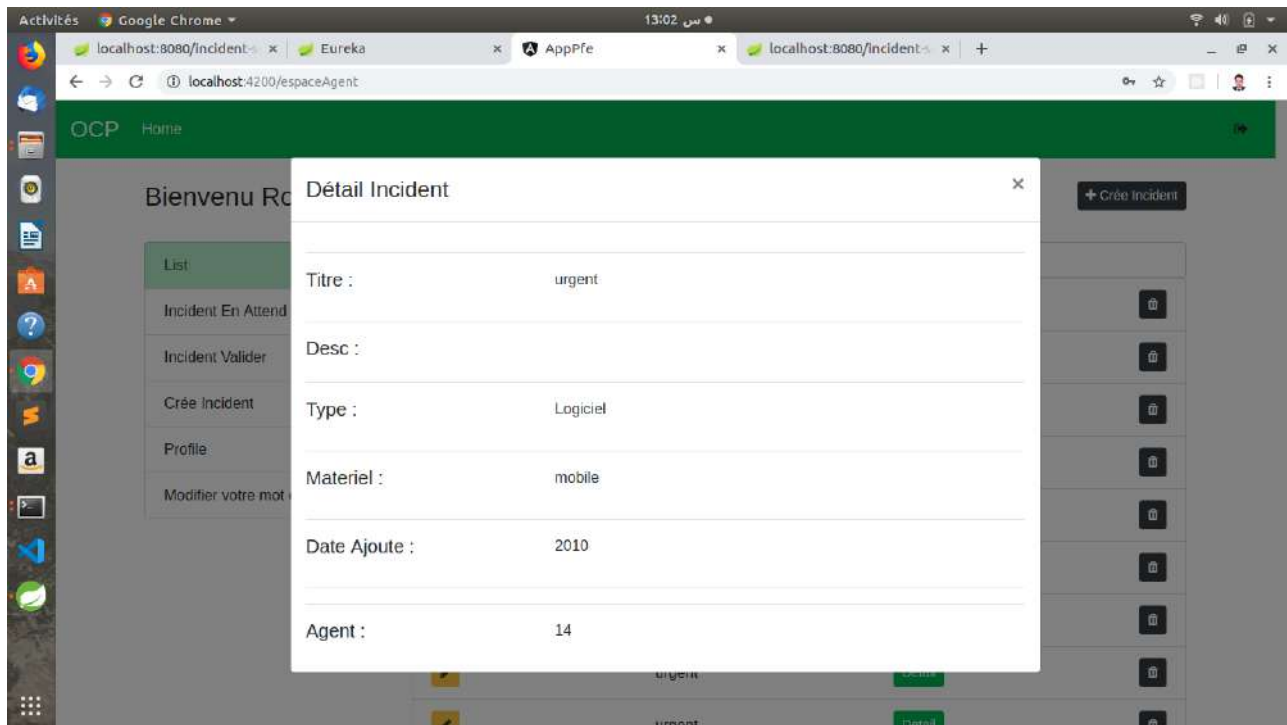 Activités Google Chrome 13:02 س
localhost:8080/incident-s Eureka AppPfe localhost:8080/incident-s
localhost:4200/espaceAgent
OCP Home
Bienvenu Ro + Crée Incident
Détail Incident ×
List
Titre : urgent
Incident En Attend
Desc :
Incident Valider
Crée Incident
Type : Logiciel
Profile
Materiel : mobile
Modifier votre mot
Date Ajoute : 2010
Agent : 14
urgent Detail
urgent Detail